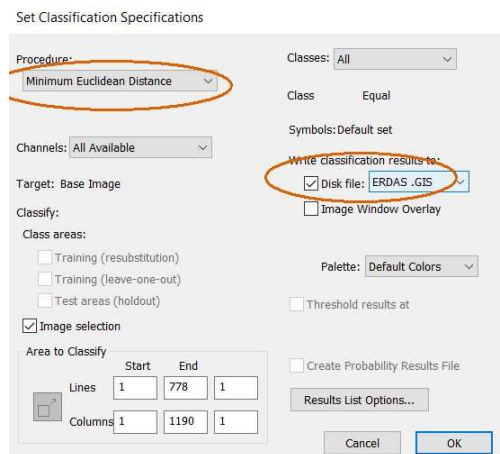 Set Classification Specifications
Procedure:
Minimum Euclidean Distance
Channels: All Available
Target: Base Image
Classify:
Class areas:
Training (resubstitution)
Training (leave-one-out)
Test areas (holdout)
Image selection
Area to Classify
Start End
Lines 1 778 1
Columns 1 1190 1
Classes: All
Class Equal
Symbols: Default set
Write classification results to:
Disk file: ERDAS .GIS
Image Window Overlay
Palette: Default Colors
Threshold results at
Create Probability Results File
Results List Options...
Cancel OK